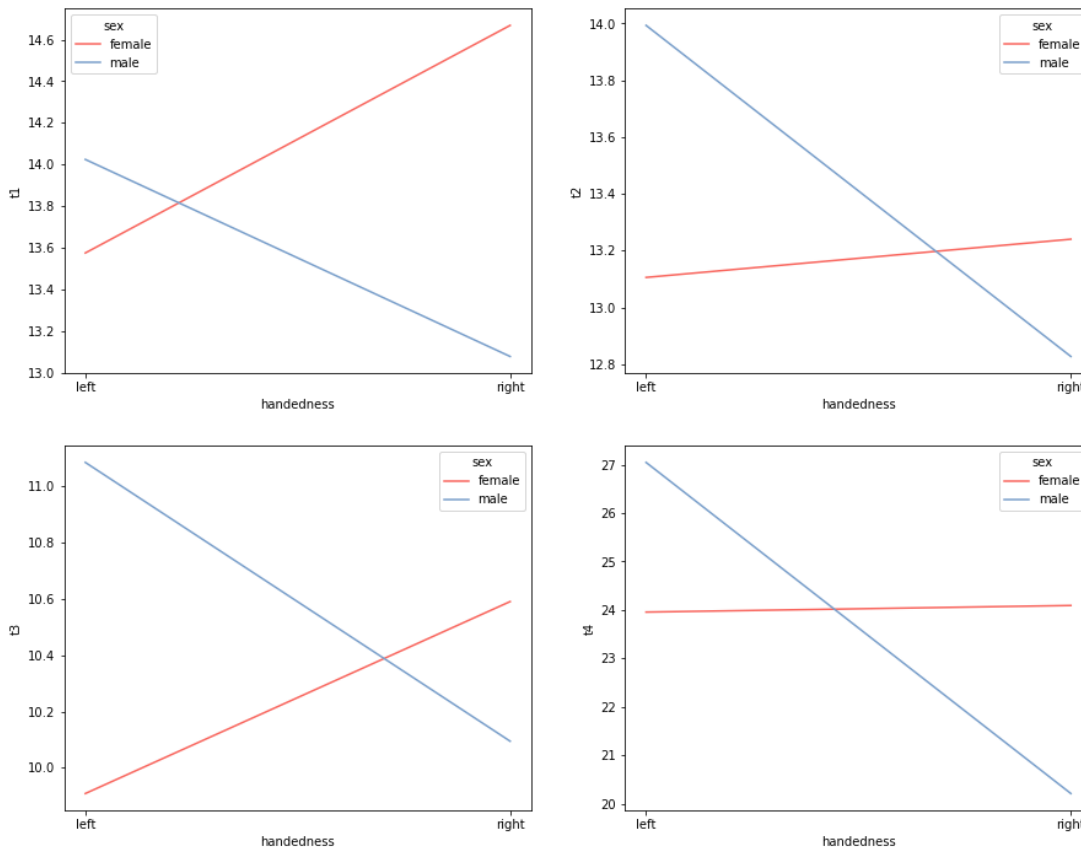 sex
female
male
14.6
14.4
14.2
14.0
13.8
13.6
13.4
13.2
13.0
t1
left
right
handedness
sex
female
male
14.0
13.8
13.6
13.4
13.2
13.0
12.8
t2
left
right
handedness
sex
female
male
11.0
10.8
10.6
10.4
10.2
10.0
t3
left
right
handedness
sex
female
male
27
26
25
24
23
22
21
20
t4
left
right
handedness